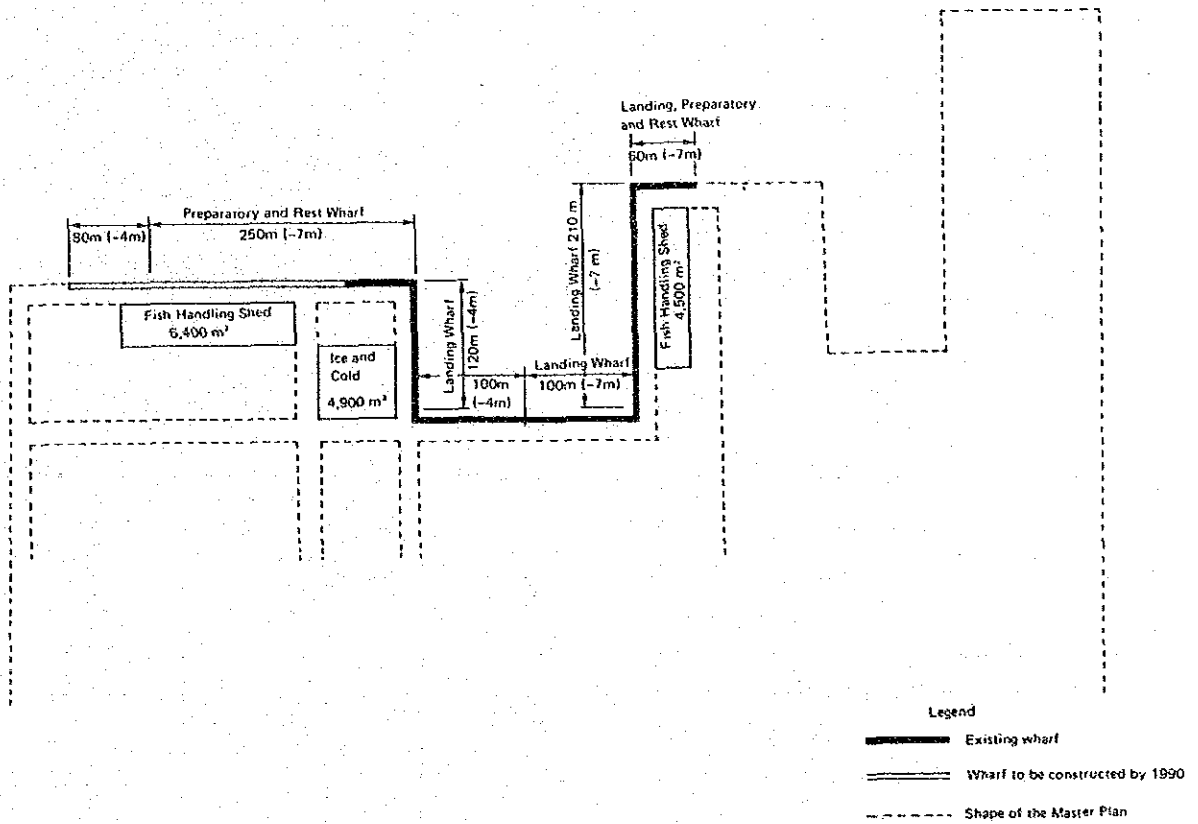 Landing, Preparatory
and Rest Wharf
60m (-7m)
Preparatory and Rest Wharf
80m (-4m)
250m (-7m)
Landing Wharf 210 m
(-7 m)
Fish Handling Shed
4,500 m²
Fish Handling Shed
6,400 m²
Ice and
Cold
4,900 m²
Landing Wharf
120m (-4m)
Landing Wharf
100m
(-4m)
100m (-7m)
Legend
Existing wharf
Wharf to be constructed by 1990
Shape of the Master Plan